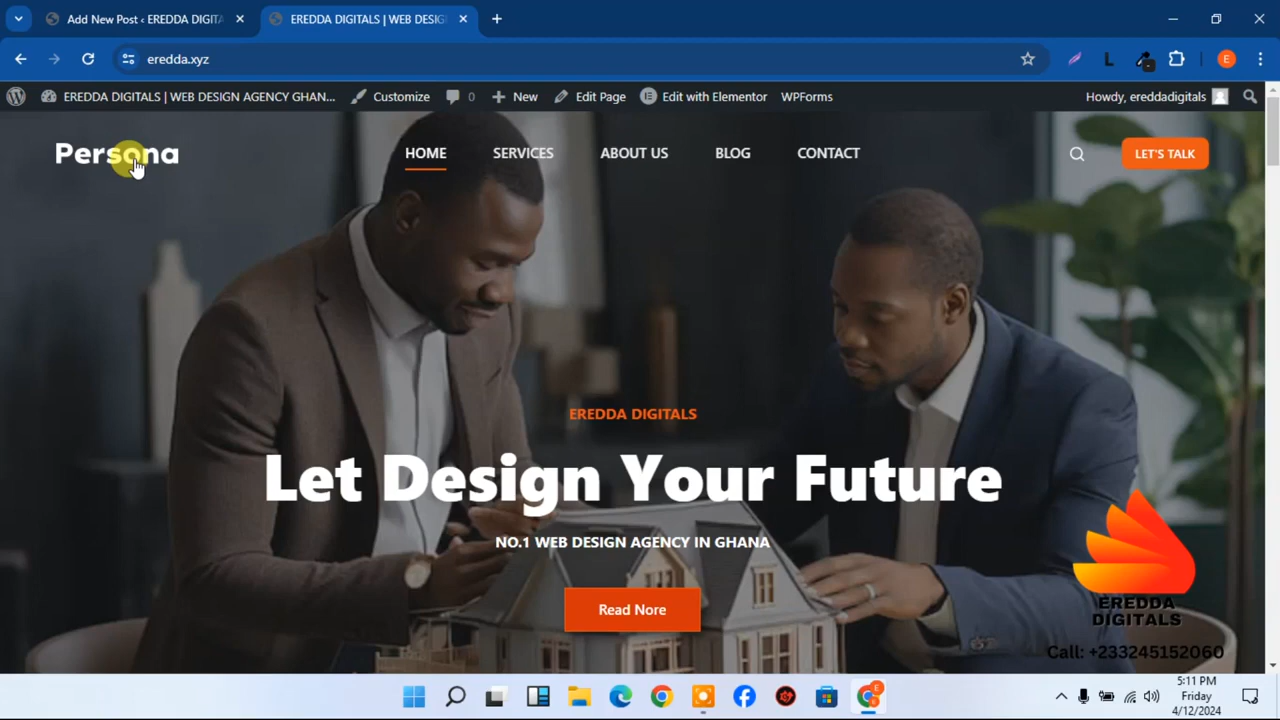 Add New Post ‹ EREDDA DIGITA
EREDDA DIGITALS | WEB DESIG
eredda.xyz
L
E
EREDDA DIGITALS | WEB DESIGN AGENCY GHAN...
Customize
0
New
Edit Page
Edit with Elementor
WPForms
Howdy, ereddadigitals
Persona
HOME
SERVICES
ABOUT US
BLOG
CONTACT
LET'S TALK
EREDDA DIGITALS
Let Design Your Future
NO.1 WEB DESIGN AGENCY IN GHANA
Read Nore
EREDDA
DIGITALS
Call: +233245152060
E
5:11 PM
Friday
4/12/2024